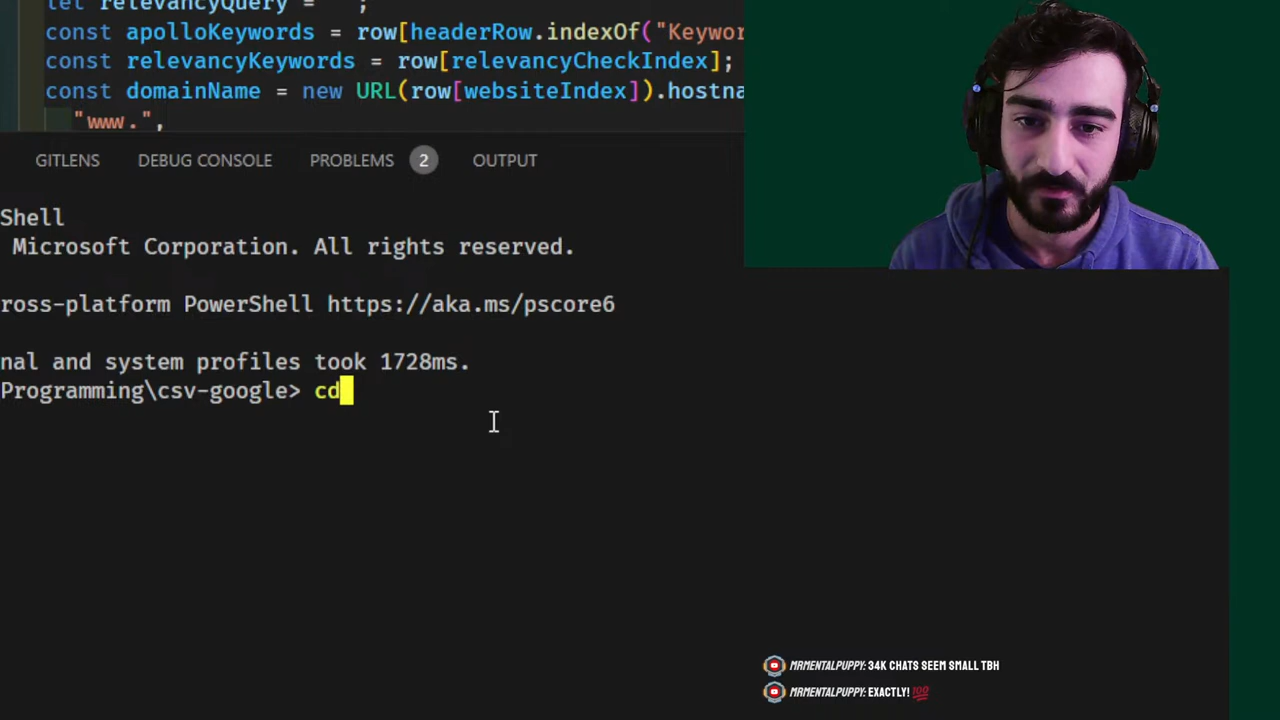 let relevancyQuery = ;
const apolloKeywords = row[headerRow.indexOf("Keywor
const relevancyKeywords = row[relevancyCheckIndex];
const domainName = new URL(row[websiteIndex]).hostna
"www.",
GITLENS DEBUG CONSOLE PROBLEMS 2 OUTPUT
Shell
Microsoft Corporation. All rights reserved.
ross-platform PowerShell https://aka.ms/pscore6
nal and system profiles took 1728ms.
Programming\csv-google> cd
MRMENTALPUPPY: 34K CHATS SEEM SMALL TBH
MRMENTALPUPPY: EXACTLY! 💯